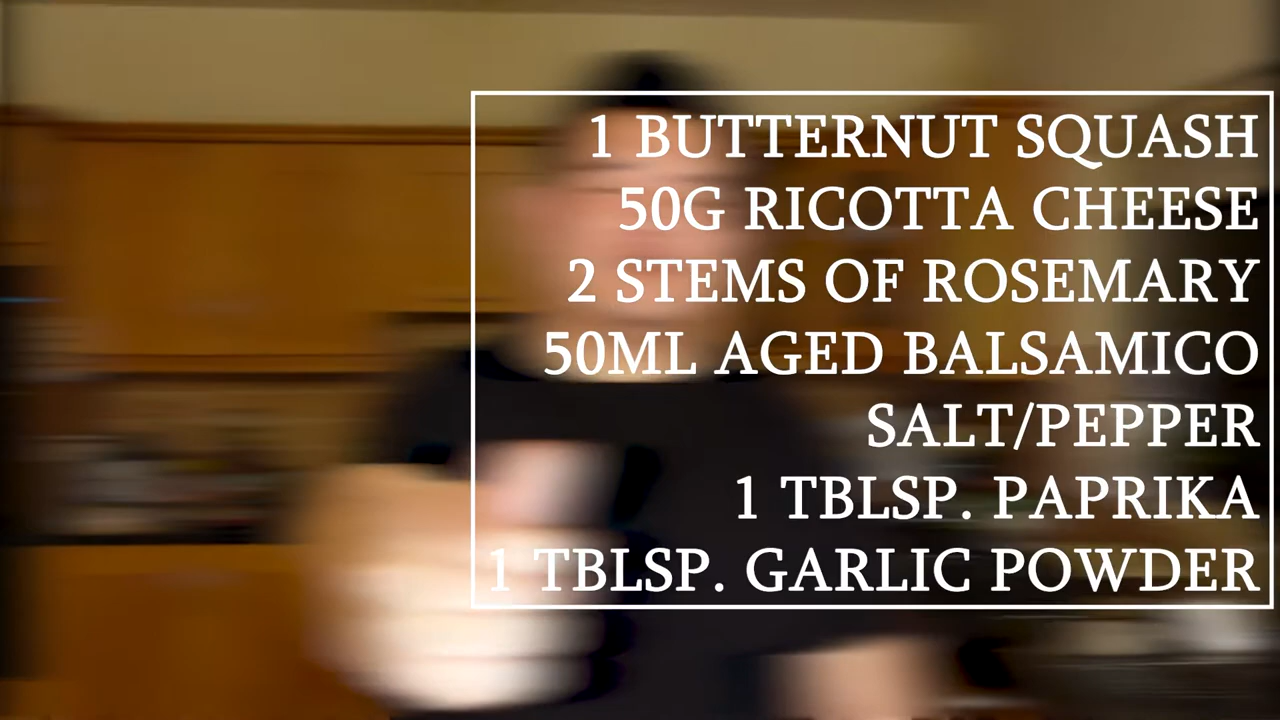 1 BUTTERNUT SQUASH
50G RICOTTA CHEESE
2 STEMS OF ROSEMARY
50ML AGED BALSAMICO
SALT/PEPPER
1 TBLSP. PAPRIKA
1 TBLSP. GARLIC POWDER